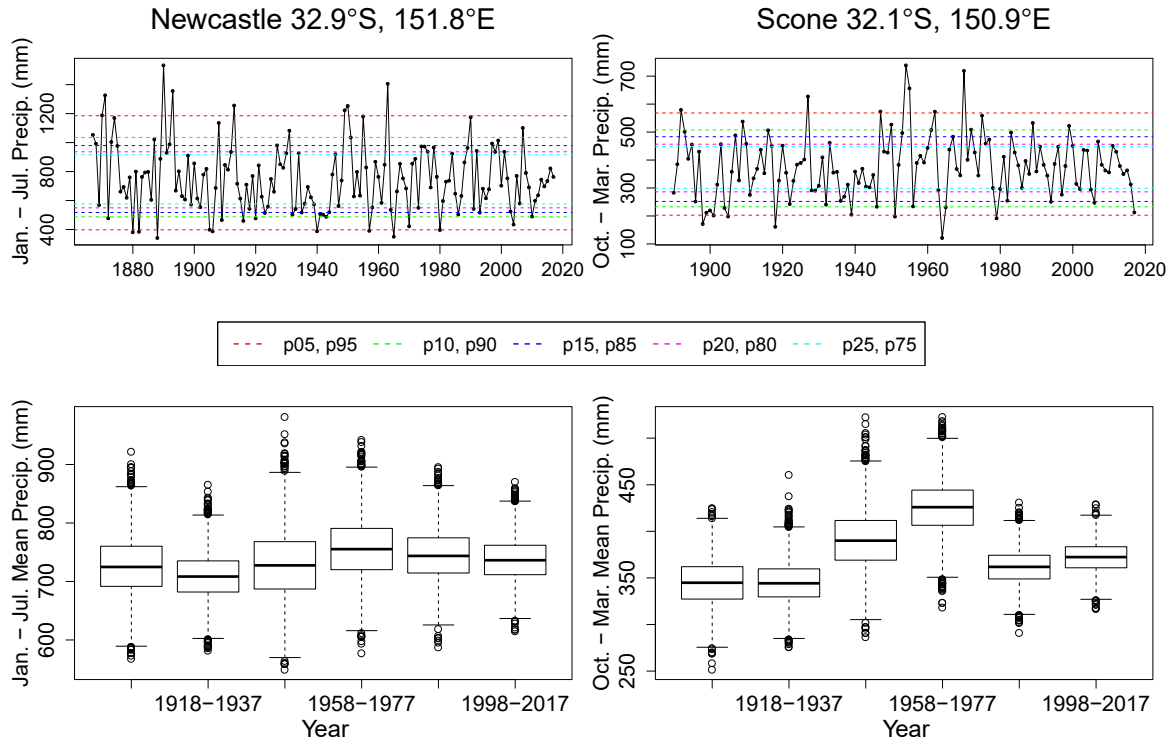 Newcastle 32.9°S, 151.8°E
Jan. − Jul. Precip. (mm)
400 800 1200
1880 1900 1920 1940 1960 1980 2000 2020
Scone 32.1°S, 150.9°E
Oct. − Mar. Precip. (mm)
100 300 500 700
1900 1920 1940 1960 1980 2000 2020
p05, p95 p10, p90 p15, p85 p20, p80 p25, p75
Jan. − Jul. Mean Precip. (mm)
600 700 800 900
1918−1937 1958−1977 1998−2017
Year
Oct. − Mar. Mean Precip. (mm)
250 350 450
1918−1937 1958−1977 1998−2017
Year